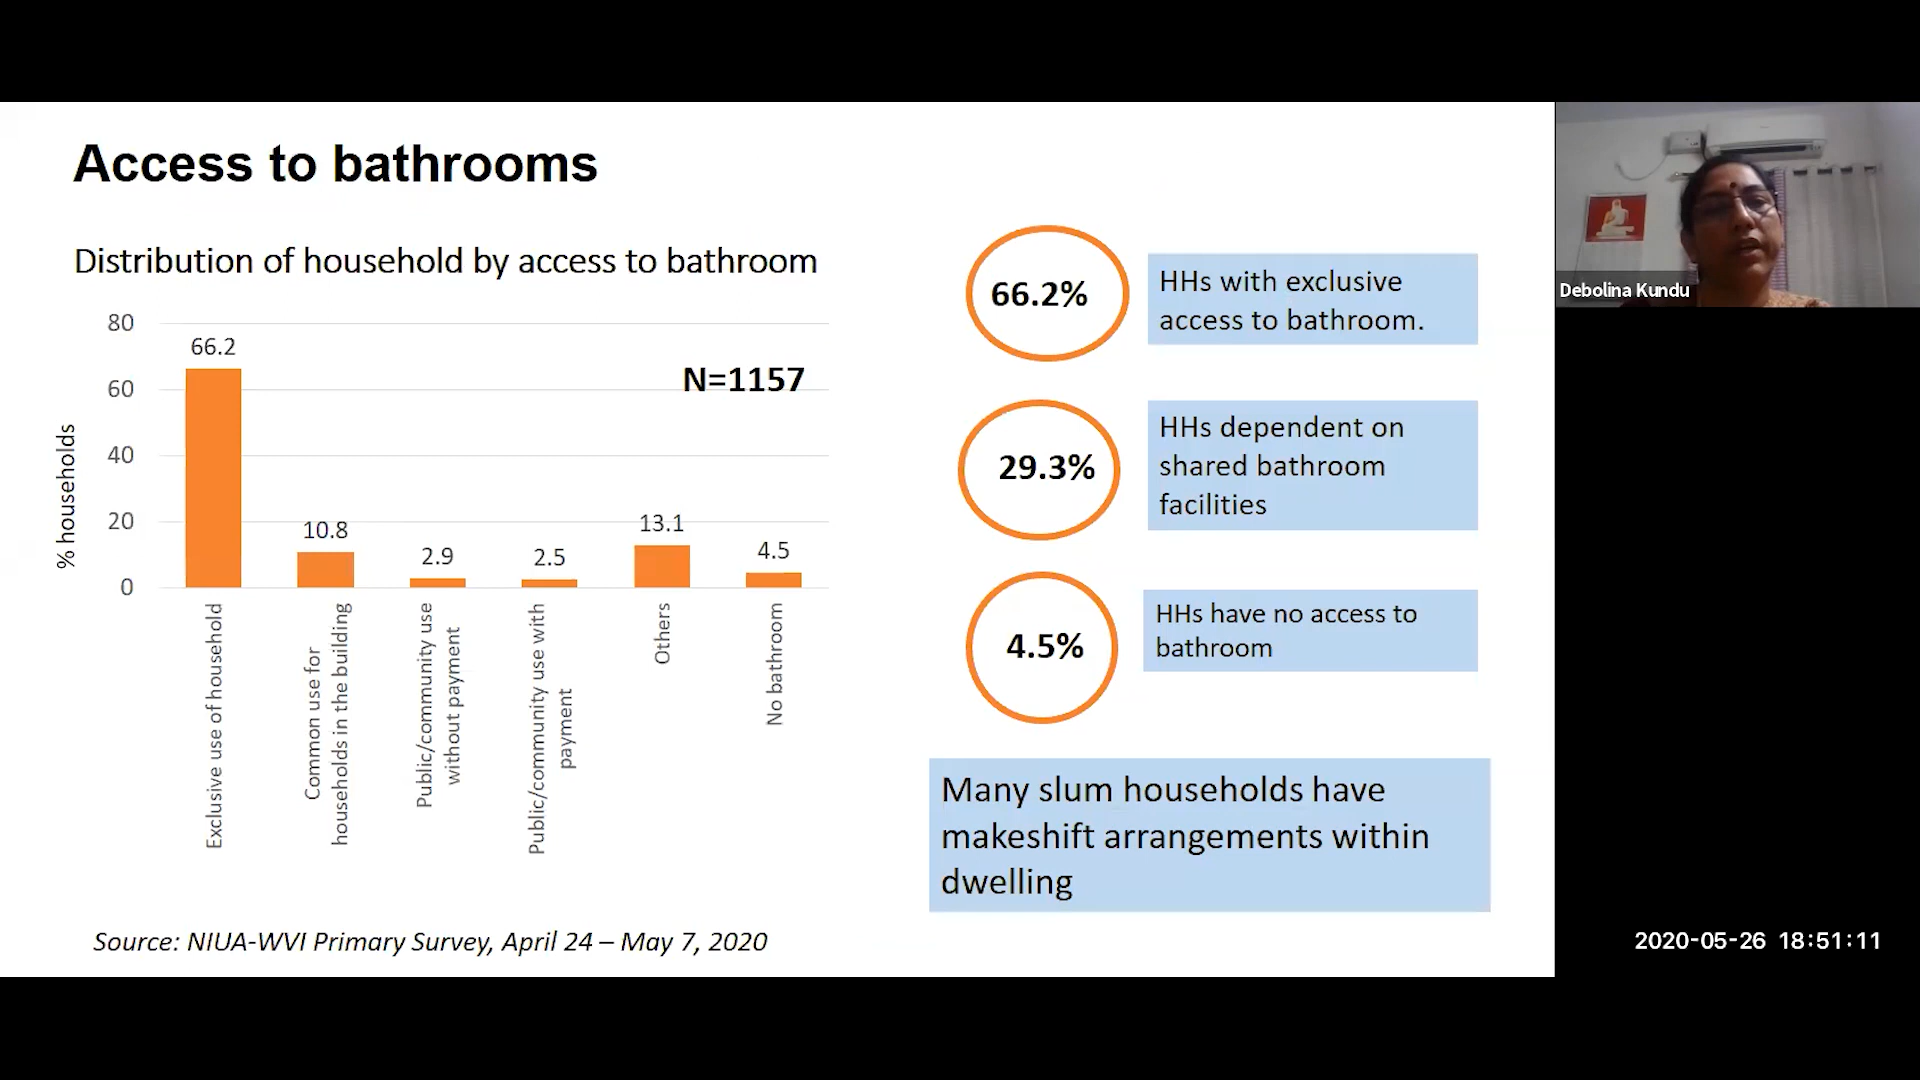 Access to bathrooms
Distribution of household by access to bathroom
80
60
40
20
0
% households
N=1157
66.2
10.8
2.9
2.5
13.1
4.5
Exclusive use of household
Common use for
households in the building
Public/community use
without payment
Public/community use with
payment
Others
No bathroom
Source: NIUA-WVI Primary Survey, April 24 – May 7, 2020
66.2%
HHs with exclusive
access to bathroom.
29.3%
HHs dependent on
shared bathroom
facilities
4.5%
HHs have no access to
bathroom
Many slum households have
makeshift arrangements within
dwelling
Debolina Kundu
2020-05-26 18:51:11